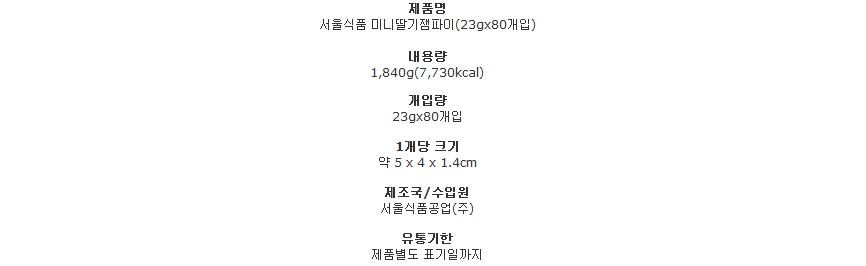 제품명
서울식품 미니딸기잼파이(23gx80개입)
내용량
1,840g(7,730kcal)
개입량
23gx80개입
1개당 크기
약 5 x 4 x 1.4cm
제조국/수입원
서울식품공업(주)
유통기한
제품별도 표기일까지